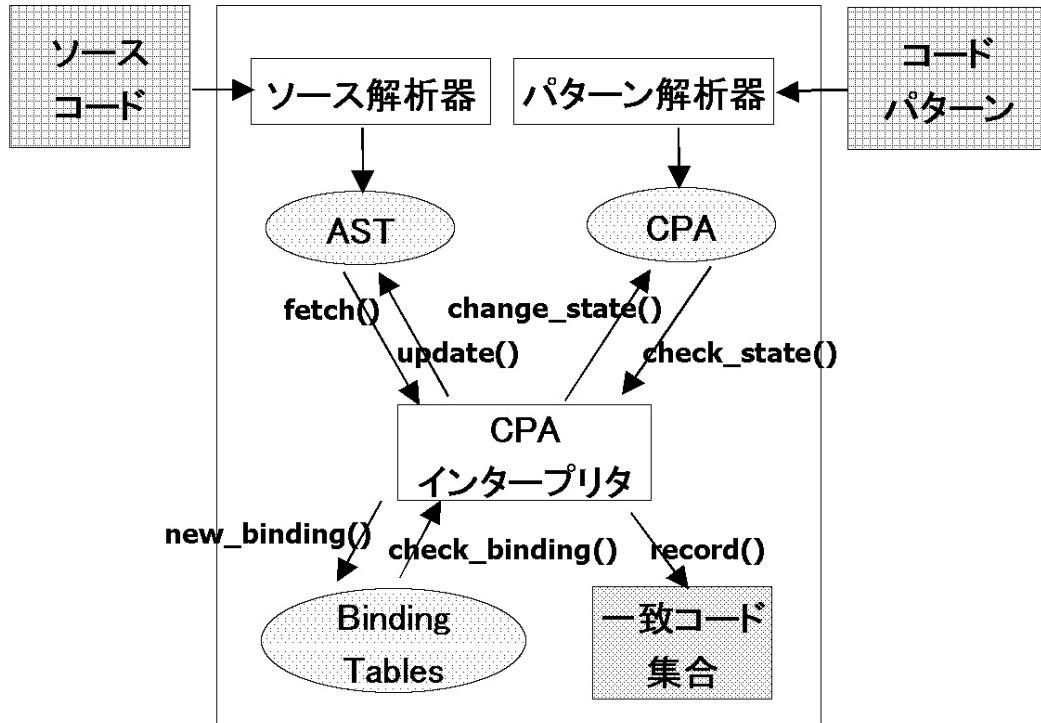 ソース
コード
ソース解析器
パターン解析器
コード
パターン
AST
CPA
fetch()
update()
change_state()
check_state()
CPA
インタープリタ
new_binding()
check_binding()
record()
Binding
Tables
一致コード
集合